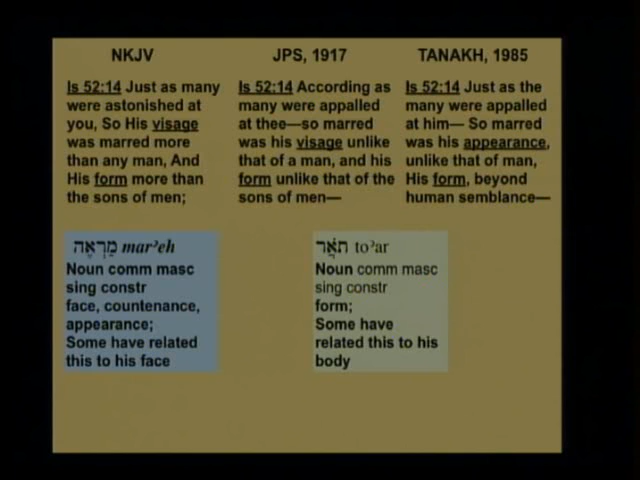 NKJV
Is 52:14 Just as many
were astonished at
you, So His visage
was marred more
than any man, And
His form more than
the sons of men;
JPS, 1917
Is 52:14 According as
many were appalled
at thee—so marred
was his visage unlike
that of a man, and his
form unlike that of the
sons of men—
TANAKH, 1985
Is 52:14 Just as the
many were appalled
at him— So marred
was his appearance,
unlike that of man,
His form, beyond
human semblance—
מַרְאֶה marʾeh
Noun comm masc
sing constr
face, countenance,
appearance;
Some have related
this to his face
תֹּאַר toʾar
Noun comm masc
sing constr
form;
Some have
related this to his
body